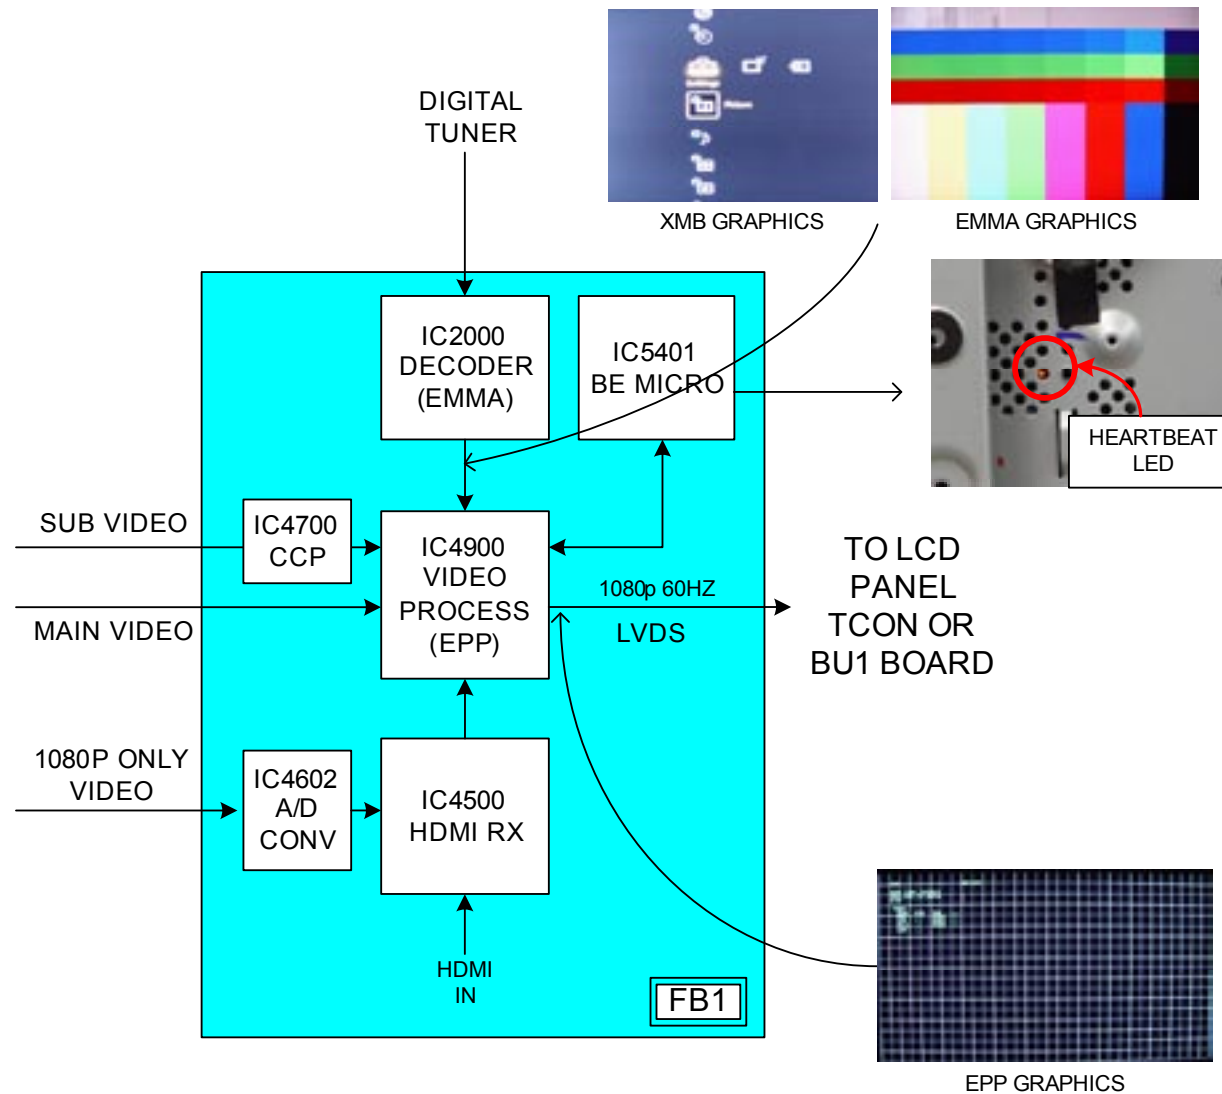 DIGITAL
TUNER
Settings
Picture
XMB GRAPHICS
EMMA GRAPHICS
IC2000
DECODER
(EMMA)
IC5401
BE MICRO
HEARTBEAT
LED
SUB VIDEO
IC4700
CCP
IC4900
VIDEO
PROCESS
(EPP)
MAIN VIDEO
1080p 60HZ
LVDS
TO LCD
PANEL
TCON OR
BU1 BOARD
1080P ONLY
VIDEO
IC4602
A/D
CONV
IC4500
HDMI RX
HDMI
IN
FB1
EPP GRAPHICS